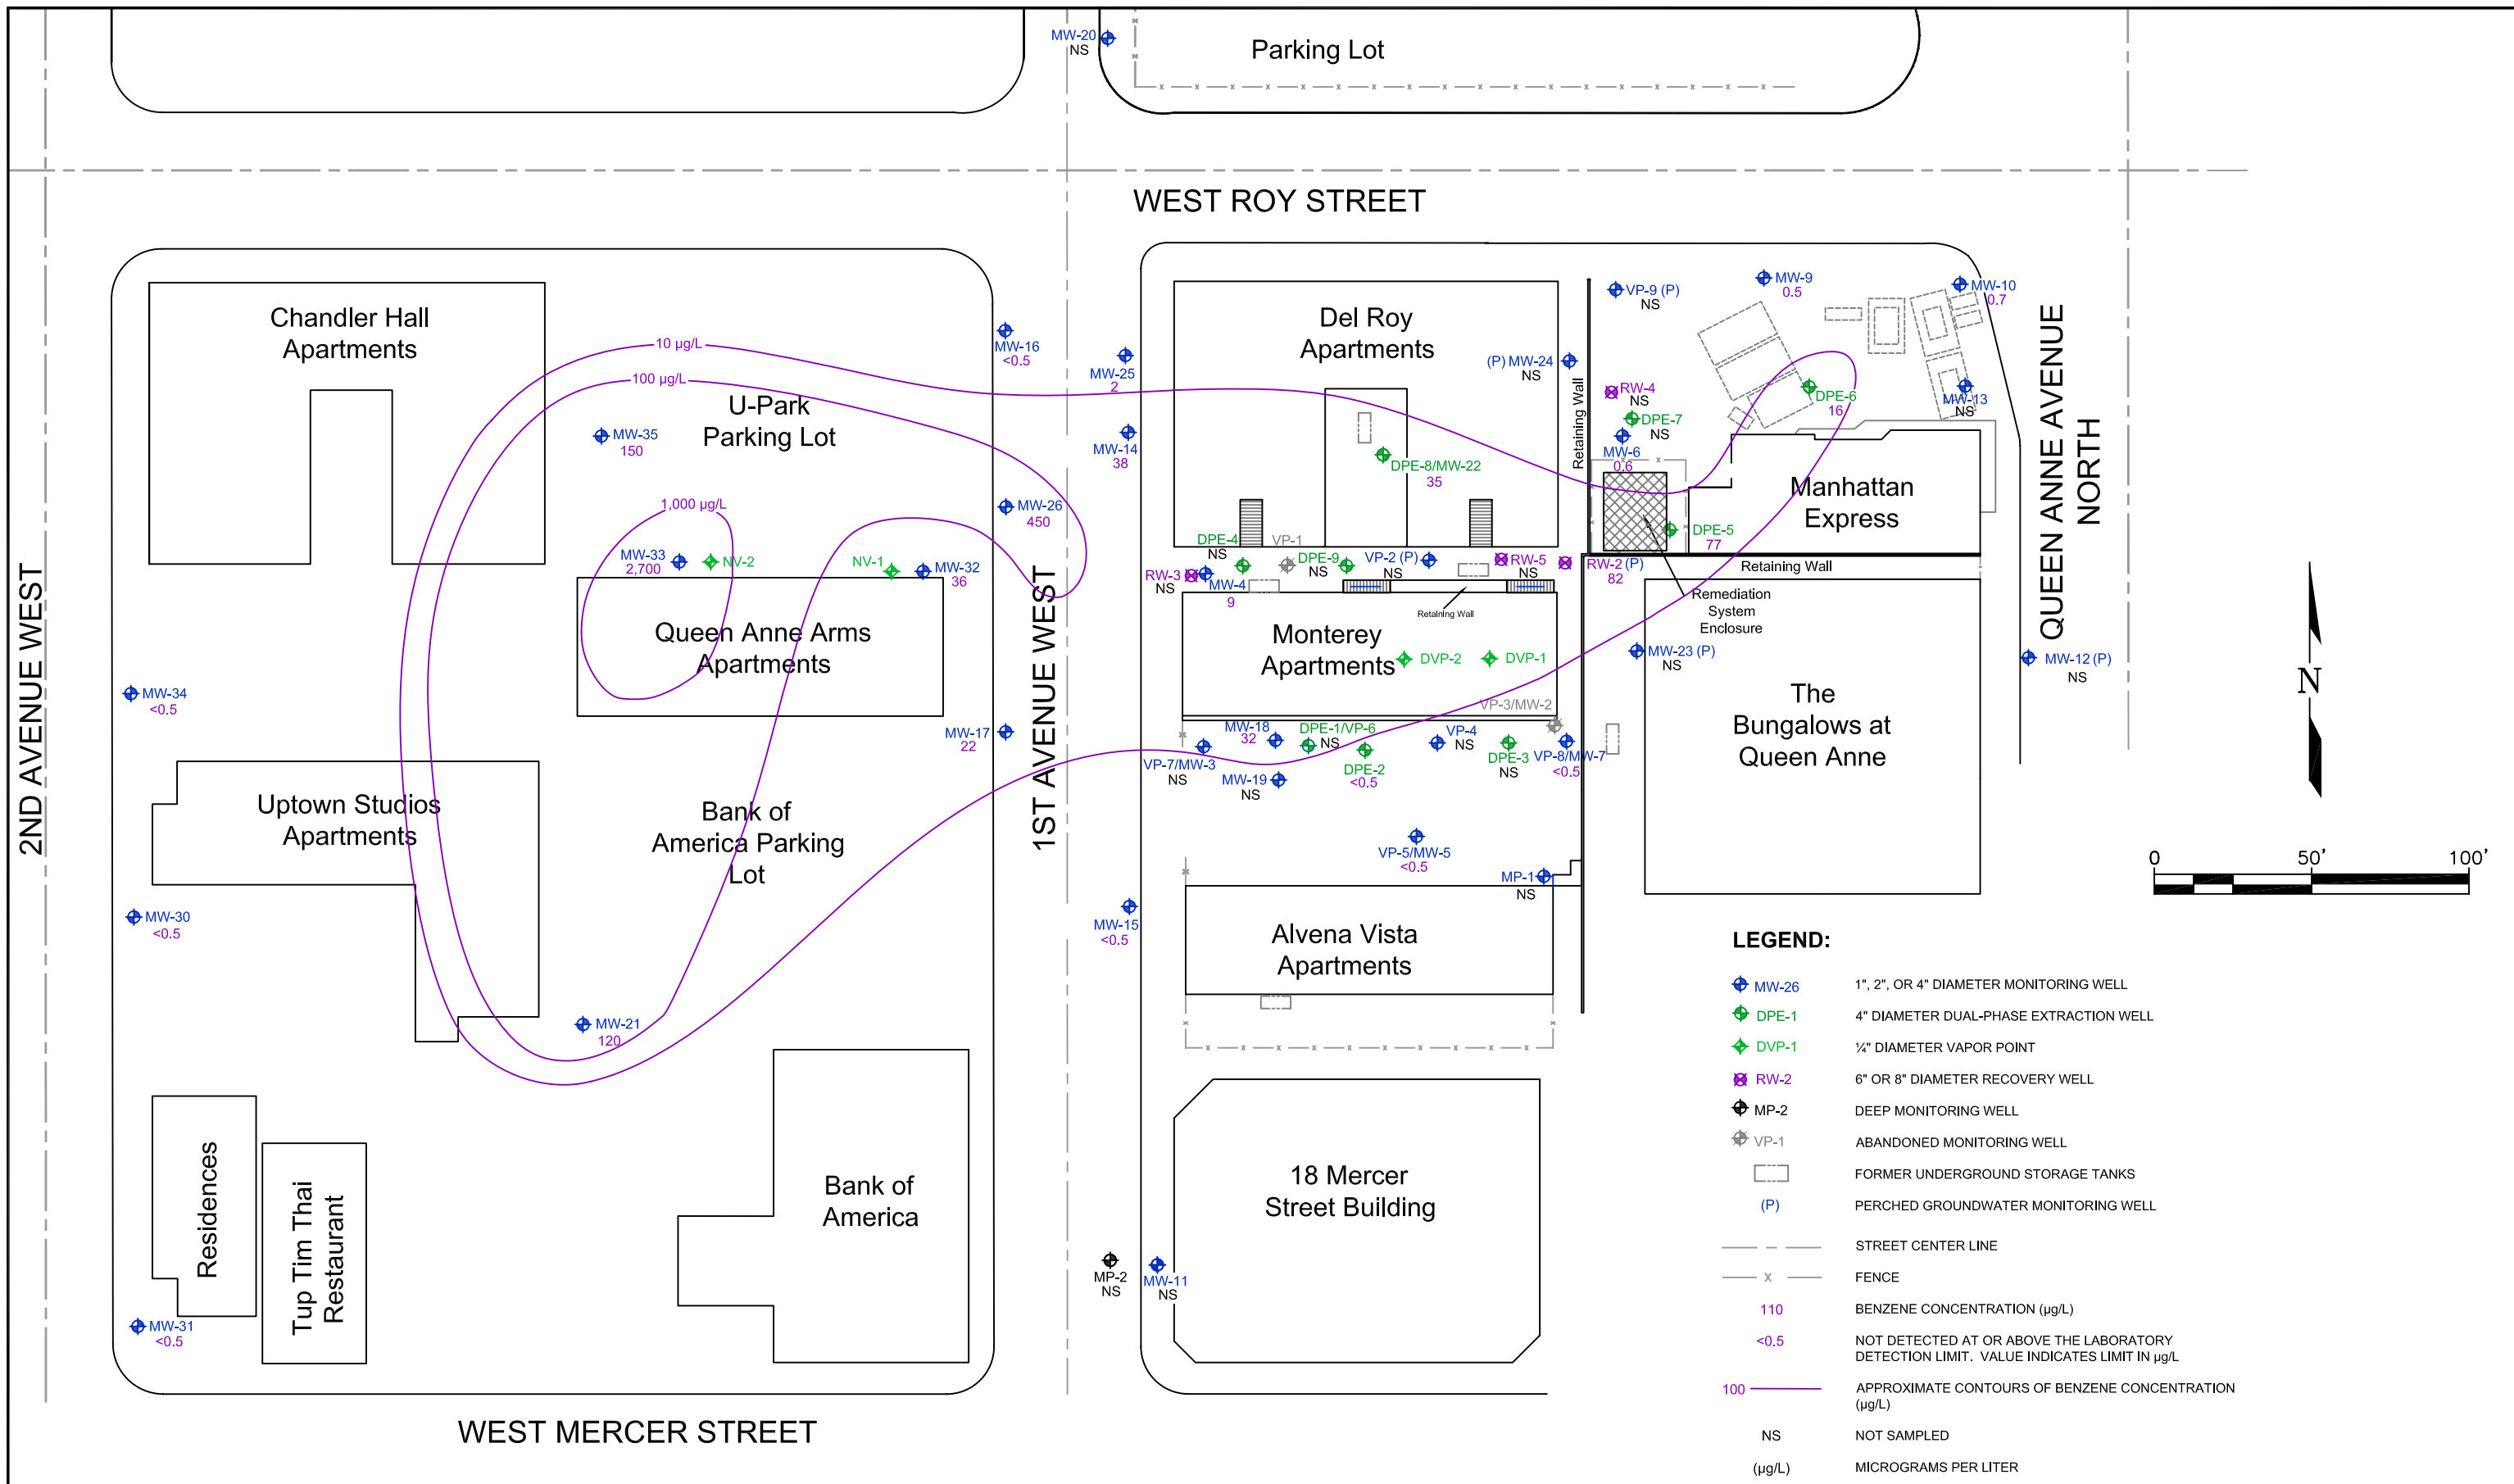 MW-20
NS
Parking Lot
WEST ROY STREET
Chandler Hall
Apartments
10 µg/L
100 µg/L
U-Park
Parking Lot
MW-35
150
1,000 µg/L
MW-33
2,700
NV-2
NV-1
MW-32
36
MW-16
<0.5
MW-26
450
Queen Anne Arms
Apartments
MW-17
22
MW-34
<0.5
Uptown Studios
Apartments
Bank of
America Parking
Lot
MW-30
<0.5
MW-21
120
Residences
Tup Tim Thai
Restaurant
Bank of
America
MW-31
<0.5
2ND AVENUE WEST
1ST AVENUE WEST
WEST MERCER STREET
MW-25
2
MW-14
38
Del Roy
Apartments
DPE-8/MW-22
35
(P) MW-24
NS
Retaining Wall
VP-9 (P)
NS
MW-9
0.5
MW-10
0.7
RW-4
NS
DPE-7
NS
MW-6
0.6
DPE-6
16
MW-13
NS
Manhattan
Express
DPE-5
77
QUEEN ANNE AVENUE
NORTH
DPE-4
NS
VP-1
DPE-9
NS
VP-2 (P)
NS
RW-5
NS
RW-2 (P)
82
RW-3
NS
MW-4
9
Retaining Wall
Retaining Wall
Remediation
System
Enclosure
Monterey
Apartments
DVP-2
DVP-1
MW-23 (P)
NS
MW-12 (P)
NS
The
Bungalows at
Queen Anne
VP-3/MW-2
MW-18
32
DPE-1/VP-6
NS
VP-4
NS
VP-7/MW-3
NS
MW-19
NS
DPE-2
<0.5
DPE-3
NS
VP-8/MW-7
<0.5
VP-5/MW-5
<0.5
MP-1
NS
MW-15
<0.5
Alvena Vista
Apartments
18 Mercer
Street Building
MP-2
NS
MW-11
NS
N
0 50' 100'
LEGEND:
MW-26 1", 2", OR 4" DIAMETER MONITORING WELL
DPE-1 4" DIAMETER DUAL-PHASE EXTRACTION WELL
DVP-1 ¼" DIAMETER VAPOR POINT
RW-2 6" OR 8" DIAMETER RECOVERY WELL
MP-2 DEEP MONITORING WELL
VP-1 ABANDONED MONITORING WELL
FORMER UNDERGROUND STORAGE TANKS
(P) PERCHED GROUNDWATER MONITORING WELL
STREET CENTER LINE
X FENCE
110 BENZENE CONCENTRATION (µg/L)
<0.5 NOT DETECTED AT OR ABOVE THE LABORATORY
DETECTION LIMIT. VALUE INDICATES LIMIT IN µg/L
100 APPROXIMATE CONTOURS OF BENZENE CONCENTRATION
(µg/L)
NS NOT SAMPLED
(µg/L) MICROGRAMS PER LITER